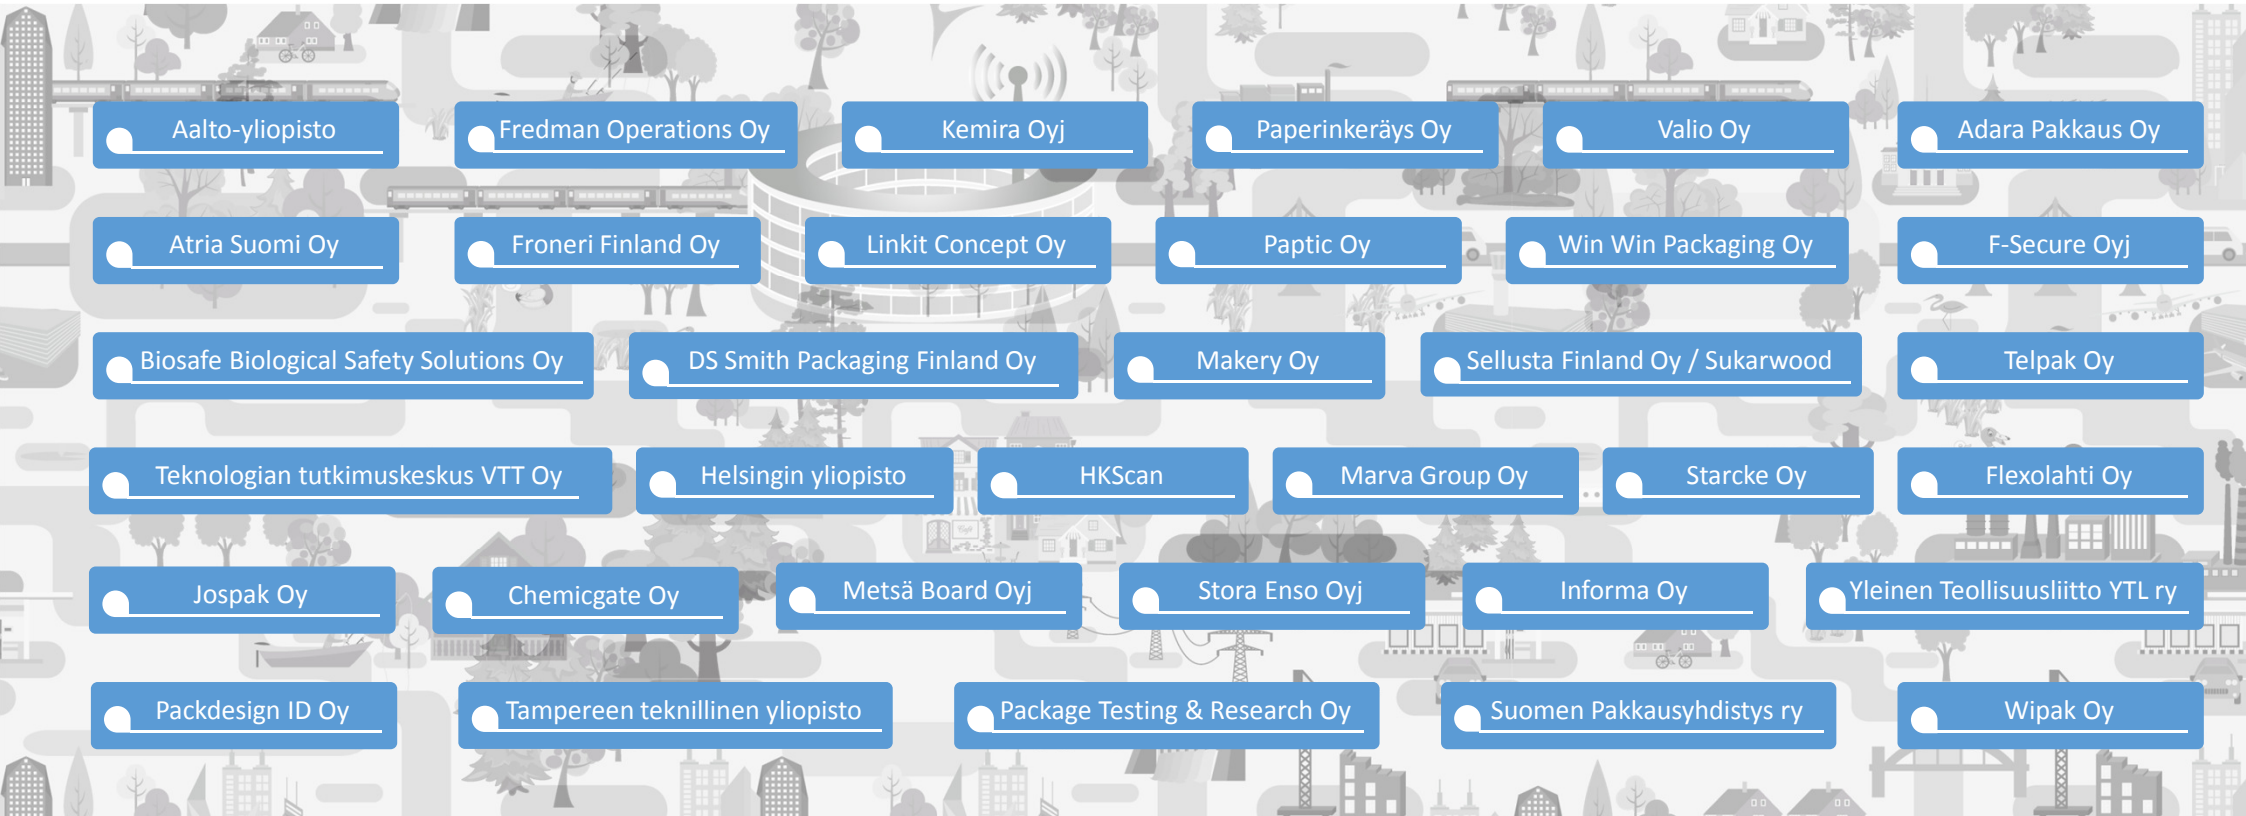 Aalto-yliopisto
Fredman Operations Oy
Kemira Oyj
Paperinkeräys Oy
Valio Oy
Adara Pakkaus Oy
Atria Suomi Oy
Froneri Finland Oy
Linkit Concept Oy
Paptic Oy
Win Win Packaging Oy
F-Secure Oyj
Biosafe Biological Safety Solutions Oy
DS Smith Packaging Finland Oy
Makery Oy
Sellusta Finland Oy / Sukarwood
Telpak Oy
Teknologian tutkimuskeskus VTT Oy
Helsingin yliopisto
HKScan
Marva Group Oy
Starcke Oy
Flexolahti Oy
Jospak Oy
Chemicgate Oy
Metsä Board Oyj
Stora Enso Oyj
Informa Oy
Yleinen Teollisuusliitto YTL ry
Packdesign ID Oy
Tampereen teknillinen yliopisto
Package Testing & Research Oy
Suomen Pakkausyhdistys ry
Wipak Oy